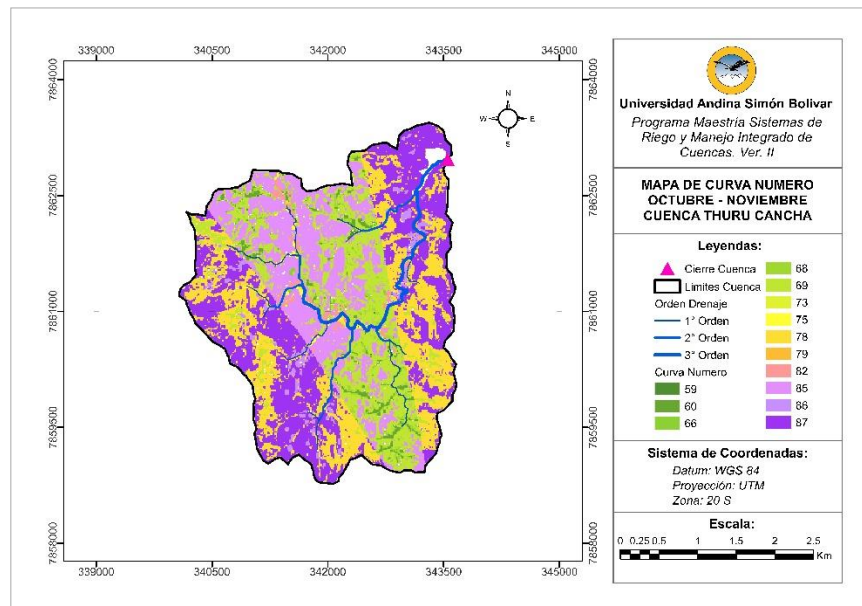 339000 340500 342000 343500 345000
7864000 7864000
7862500 7862500
7861000 7861000
7859500 7859500
7858000 7858000
N
W E
S
339000 340500 342000 343500 345000
Universidad Andina Simón Bolivar
Programa Maestría Sistemas de
Riego y Manejo Integrado de
Cuencas. Ver. II
MAPA DE CURVA NUMERO
OCTUBRE - NOVIEMBRE
CUENCA THURU CANCHA
Leyendas:
Cierre Cuenca
Limites Cuenca
Orden Drenaje
1° Orden
2° Orden
3° Orden
Curva Numero
59
60
66
68
69
73
75
78
79
82
85
86
87
Sistema de Coordenadas:
Datum: WGS 84
Proyección: UTM
Zona: 20 S
Escala:
0 0.25 0.5 1 1.5 2 2.5
Km